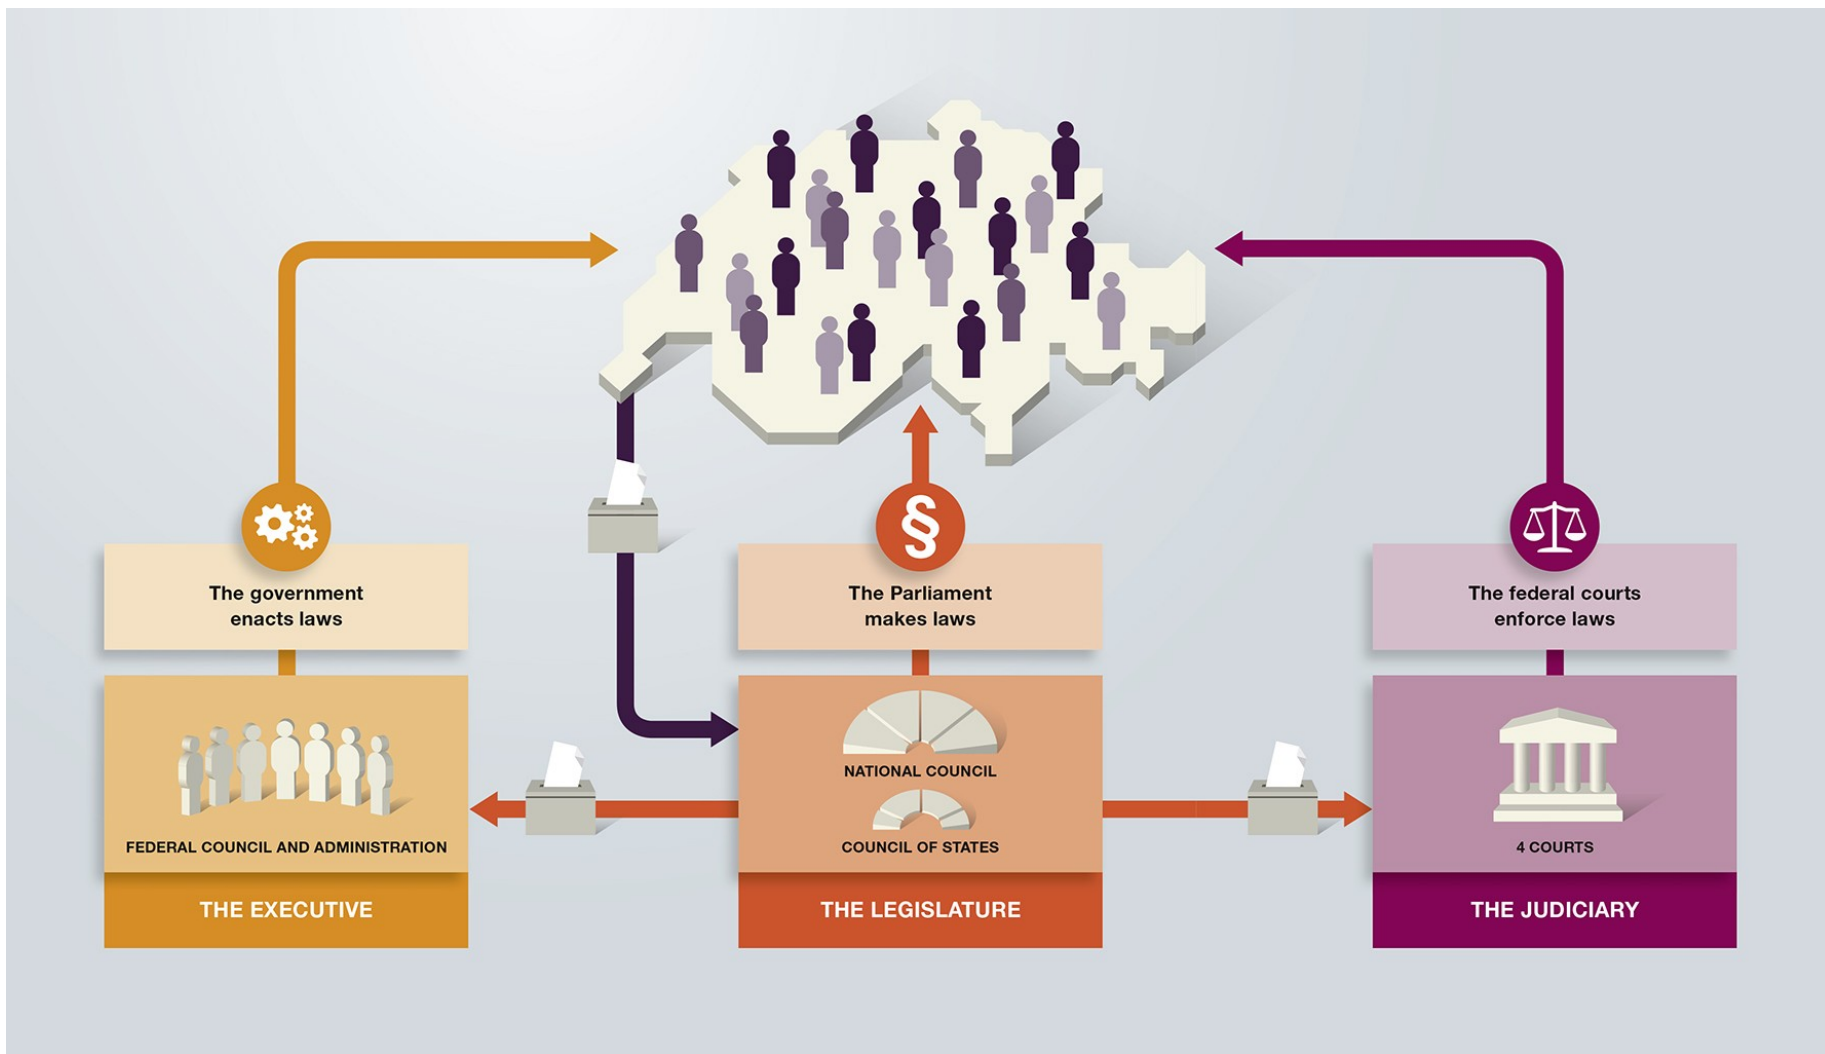 The government
enacts laws
§
The Parliament
makes laws
The federal courts
enforce laws
FEDERAL COUNCIL AND ADMINISTRATION
NATIONAL COUNCIL
COUNCIL OF STATES
4 COURTS
THE EXECUTIVE
THE LEGISLATURE
THE JUDICIARY